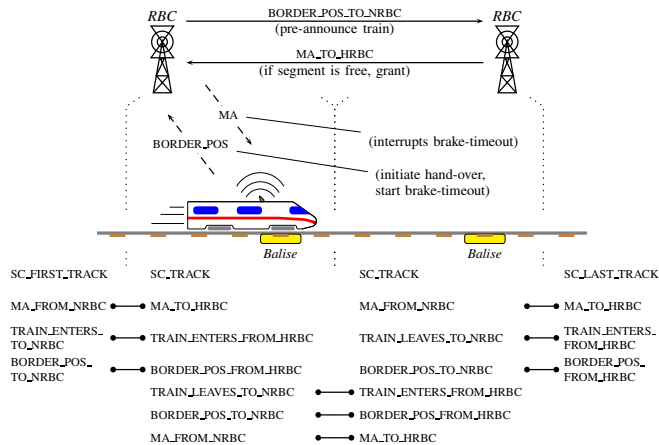 RBC BORDER_POS_TO_NRBC RBC
(pre-announce train)
MA_TO_HRBC
(if segment is free, grant)
MA
(interrupts brake-timeout)
BORDER_POS
(initiate hand-over,
start brake-timeout)
Balise Balise
SC_FIRST_TRACK SC_TRACK SC_TRACK SC_LAST_TRACK
MA_FROM_NRBC MA_TO_HRBC MA_FROM_NRBC MA_TO_HRBC
TRAIN_ENTERS_
TO_NRBC TRAIN_ENTERS_FROM_HRBC TRAIN_LEAVES_TO_NRBC TRAIN_ENTERS_
FROM_HRBC
BORDER_POS_
TO_NRBC BORDER_POS_FROM_HRBC BORDER_POS_TO_NRBC BORDER_POS_
FROM_HRBC
TRAIN_LEAVES_TO_NRBC TRAIN_ENTERS_FROM_HRBC
BORDER_POS_TO_NRBC BORDER_POS_FROM_HRBC
MA_FROM_NRBC MA_TO_HRBC